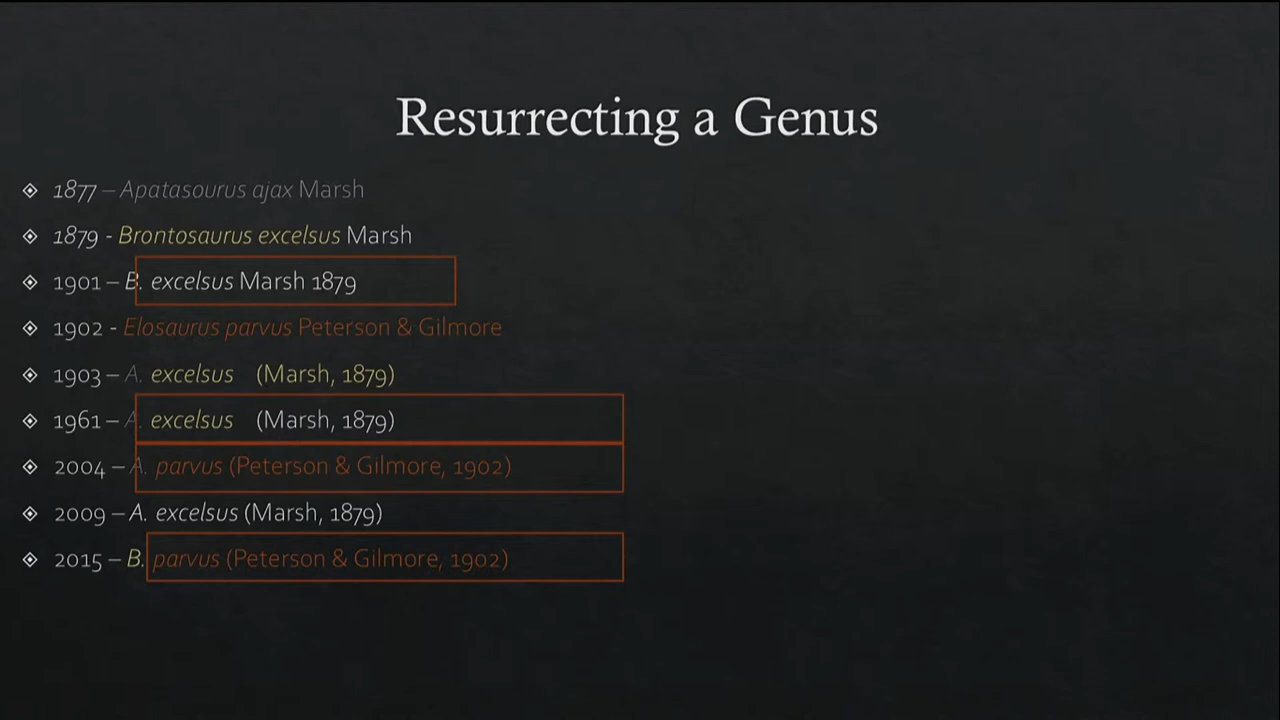 Resurrecting a Genus
1877 – Apatasourus ajax Marsh
1879 - Brontosaurus excelsus Marsh
1901 – B. excelsus Marsh 1879
1902 - Elosaurus parvus Peterson & Gilmore
1903 – A. excelsus (Marsh, 1879)
1961 – A. excelsus (Marsh, 1879)
2004 – A. parvus (Peterson & Gilmore, 1902)
2009 – A. excelsus (Marsh, 1879)
2015 – B. parvus (Peterson & Gilmore, 1902)